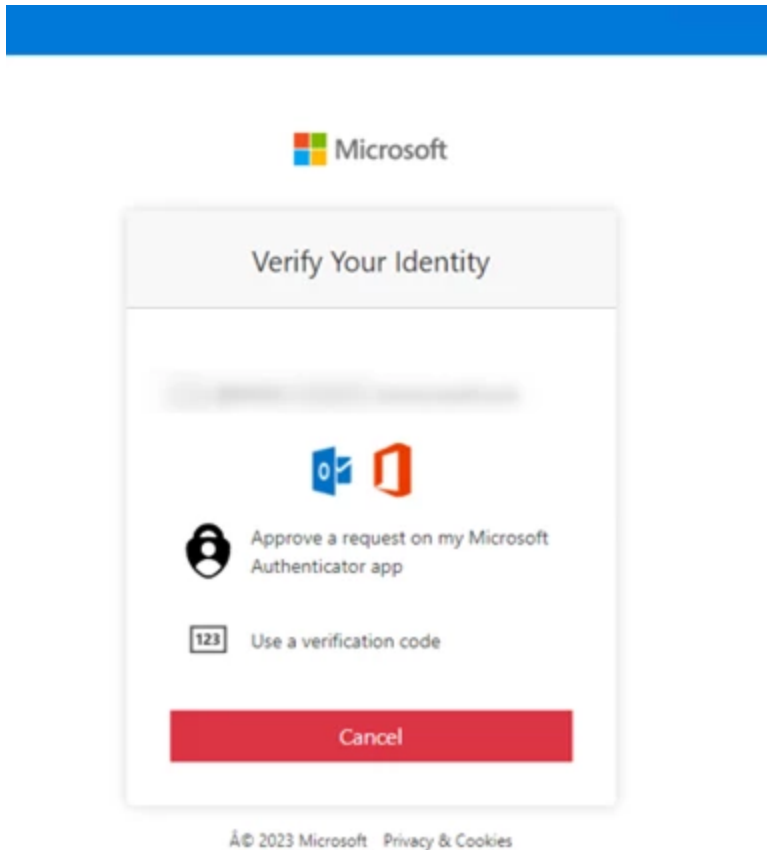 Microsoft
Verify Your Identity
Approve a request on my Microsoft
Authenticator app
123
Use a verification code
Cancel
Â© 2023 Microsoft Privacy & Cookies